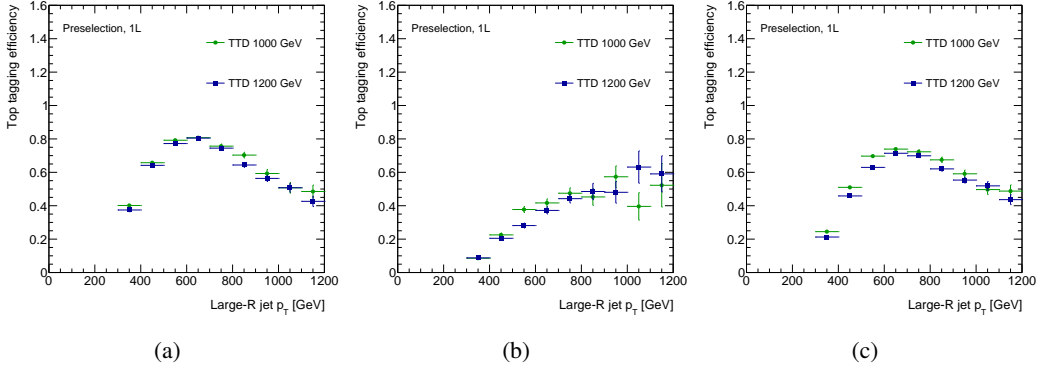 Top tagging efficiency
1.6
1.4
1.2
1
0.8
0.6
0.4
0.2
0
Preselection, 1L
TTD 1000 GeV
TTD 1200 GeV
0 200 400 600 800 1000 1200
Large-R jet pT [GeV]
(a)
Top tagging efficiency
1.6
1.4
1.2
1
0.8
0.6
0.4
0.2
0
Preselection, 1L
TTD 1000 GeV
TTD 1200 GeV
0 200 400 600 800 1000 1200
Large-R jet pT [GeV]
(b)
Top tagging efficiency
1.6
1.4
1.2
1
0.8
0.6
0.4
0.2
0
Preselection, 1L
TTD 1000 GeV
TTD 1200 GeV
0 200 400 600 800 1000 1200
Large-R jet pT [GeV]
(c)